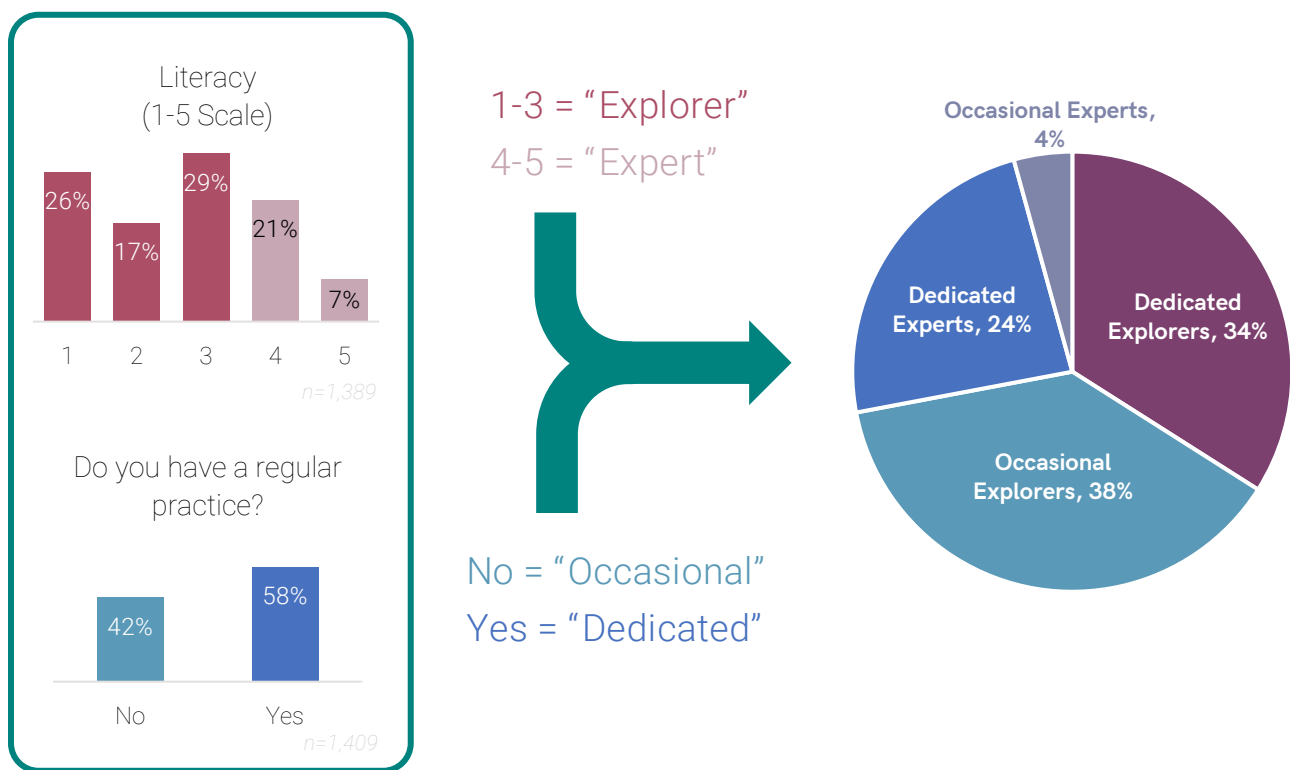 Literacy
(1-5 Scale)
26%
17%
29%
21%
7%
1
2
3
4
5
n=1,389
Do you have a regular
practice?
42%
58%
No
Yes
n=1,409
1-3 = “Explorer”
4-5 = “Expert”
No = “Occasional”
Yes = “Dedicated”
Occasional Experts,
4%
Dedicated
Experts, 24%
Dedicated
Explorers, 34%
Occasional
Explorers, 38%